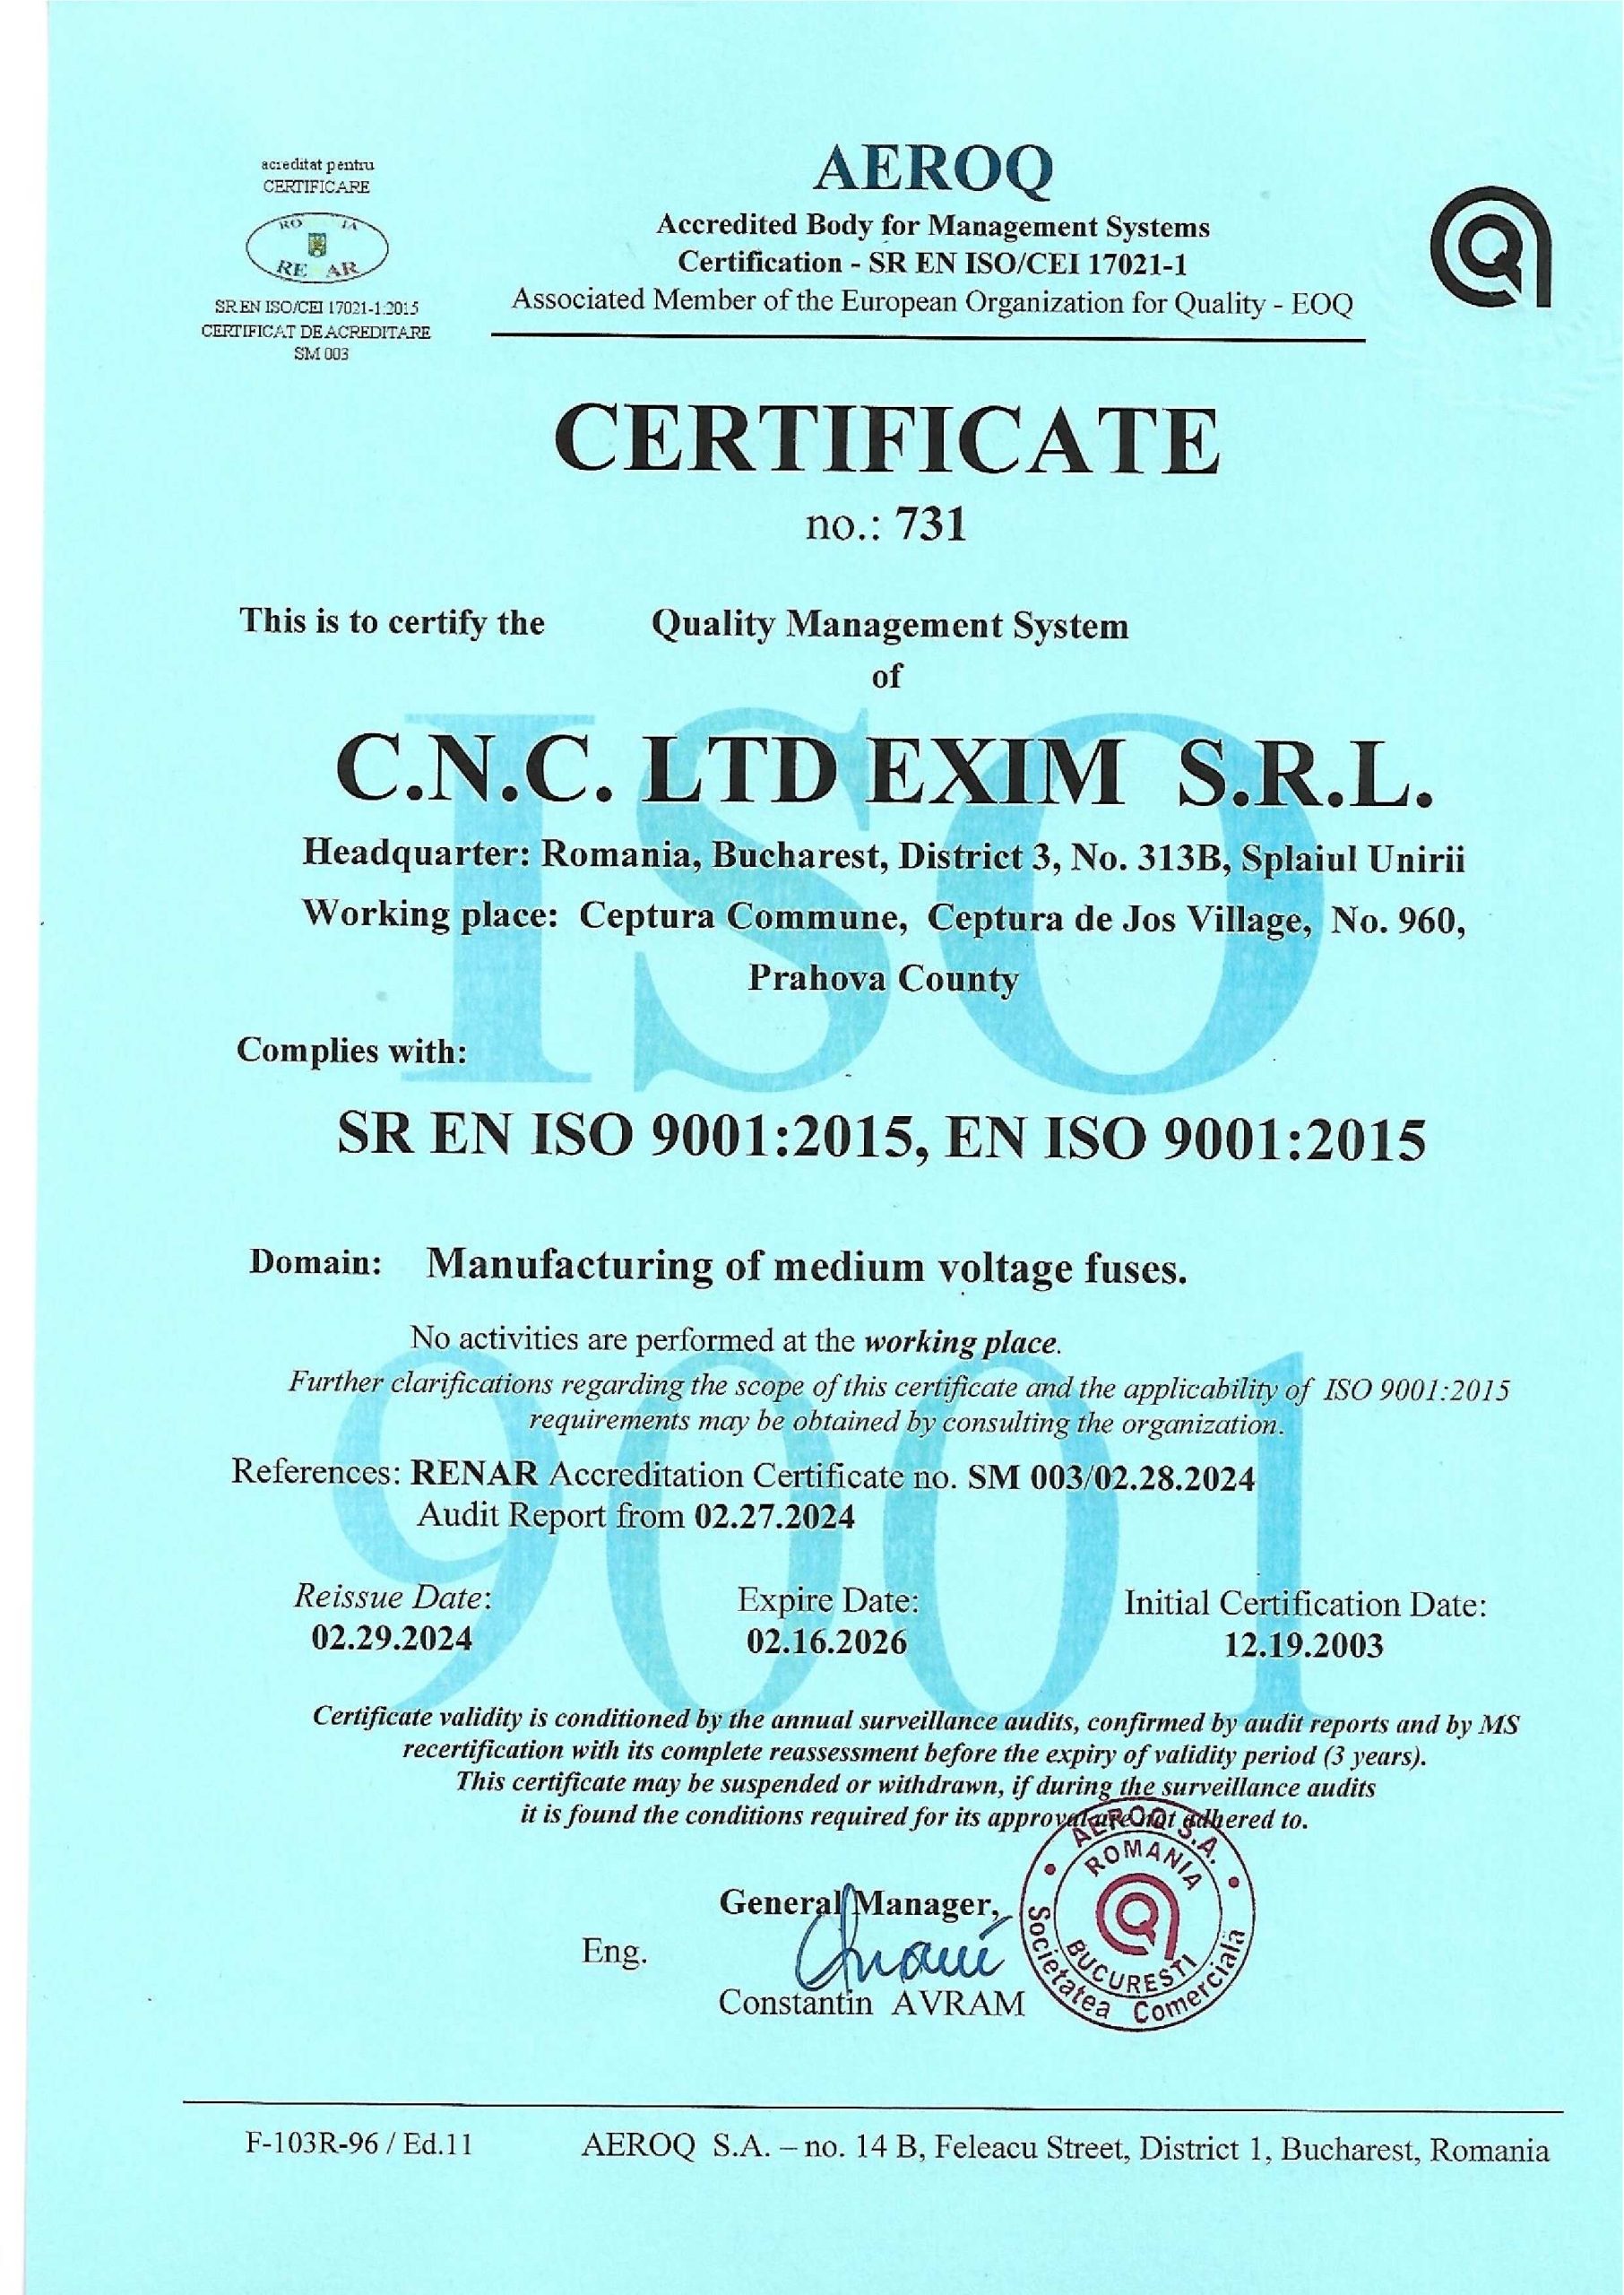 acreditat pentru
CERTIFICARE
RO IA
RENAR
SR EN ISO/CEI 17021-1:2015
CERTIFICAT DE ACREDITARE
SM 003
AEROQ
Accredited Body for Management Systems
Certification - SR EN ISO/CEI 17021-1
Associated Member of the European Organization for Quality - EOQ
CERTIFICATE
no.: 731
This is to certify the Quality Management System
of
ISO
C.N.C. LTD EXIM S.R.L.
Headquarter: Romania, Bucharest, District 3, No. 313B, Splaiul Unirii
Working place: Ceptura Commune, Ceptura de Jos Village, No. 960,
Prahova County
Complies with:
SR EN ISO 9001:2015, EN ISO 9001:2015
Domain: Manufacturing of medium voltage fuses.
No activities are performed at the working place.
Further clarifications regarding the scope of this certificate and the applicability of ISO 9001:2015
requirements may be obtained by consulting the organization.
9001
References: RENAR Accreditation Certificate no. SM 003/02.28.2024
Audit Report from 02.27.2024
Reissue Date: Expire Date: Initial Certification Date:
02.29.2024 02.16.2026 12.19.2003
Certificate validity is conditioned by the annual surveillance audits, confirmed by audit reports and by MS
recertification with its complete reassessment before the expiry of validity period (3 years).
This certificate may be suspended or withdrawn, if during the surveillance audits
it is found the conditions required for its approval are not adhered to.
AEROQ S.A.
ROMANIA
BUCURESTI
Societatea Comercială
General Manager,
Eng.
Constantin AVRAM
F-103R-96 / Ed.11 AEROQ S.A. – no. 14 B, Feleacu Street, District 1, Bucharest, Romania